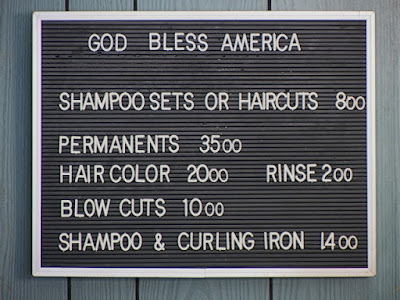 GOD BLESS AMERICA
SHAMPOO SETS OR HAIRCUTS 800
PERMANENTS 3500
HAIR COLOR 2000 RINSE 200
BLOW CUTS 1000
SHAMPOO & CURLING IRON 1400